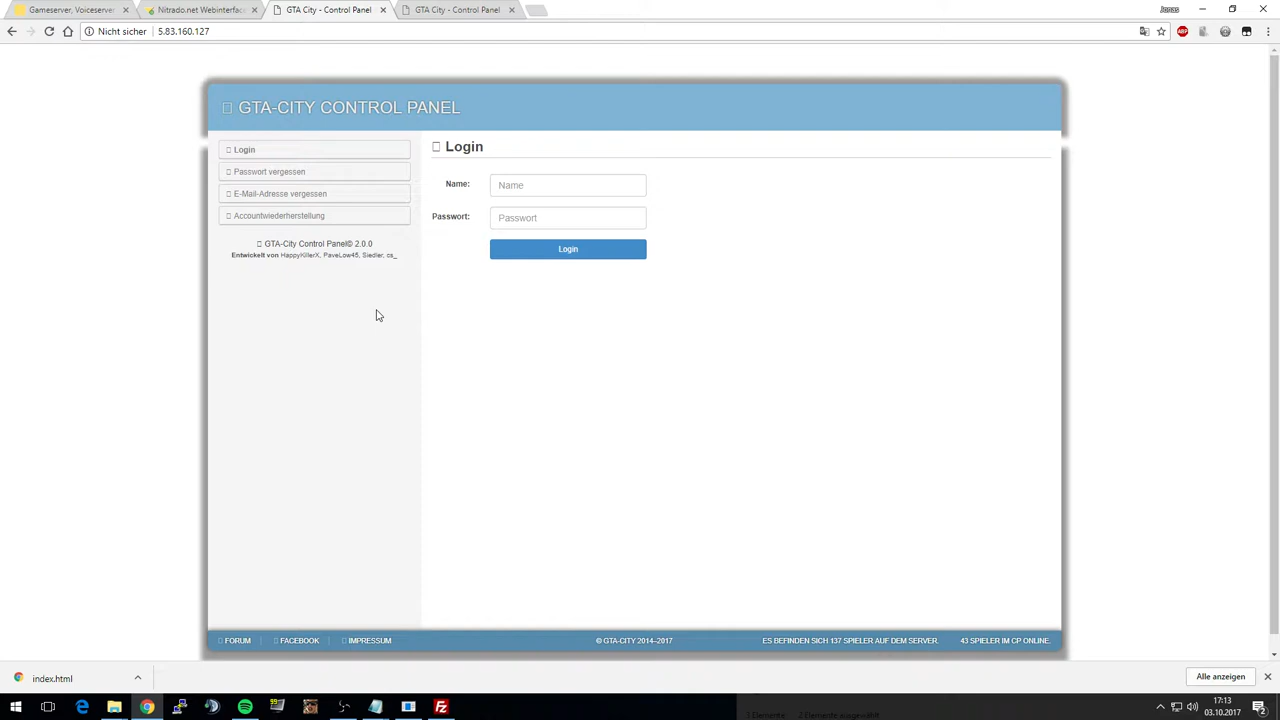 Gameserver, Voiceserver
Nitrado.net Webinterface
GTA City - Control Panel
GTA City - Control Panel
Jonas
Nicht sicher
5.83.160.127
ABP
GTA-CITY CONTROL PANEL
Login
Passwort vergessen
E-Mail-Adresse vergessen
Accountwiederherstellung
GTA-City Control Panel© 2.0.0
Entwickelt von HappyKillerX, PaveLow45, Siedler, cs_
Login
Name:
Name
Passwort:
Passwort
Login
FORUM
FACEBOOK
IMPRESSUM
© GTA-CITY 2014–2017
ES BEFINDEN SICH 137 SPIELER AUF DEM SERVER.
43 SPIELER IM CP ONLINE.
index.html
Alle anzeigen
17:13
03.10.2017